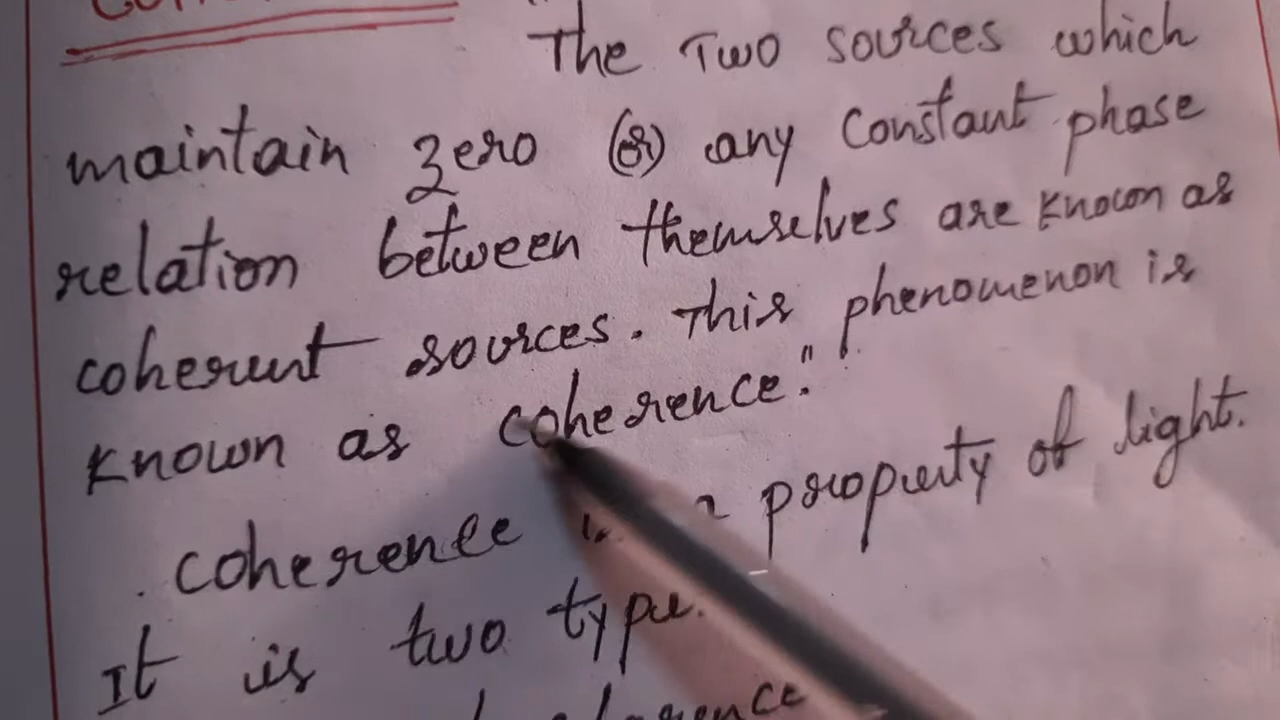 " The Two sources which
maintain zero (or) any constant phase
relation between themselves are known as
coherent sources. This phenomenon is
known as coherence."
. coherence property of light.
It is two type.